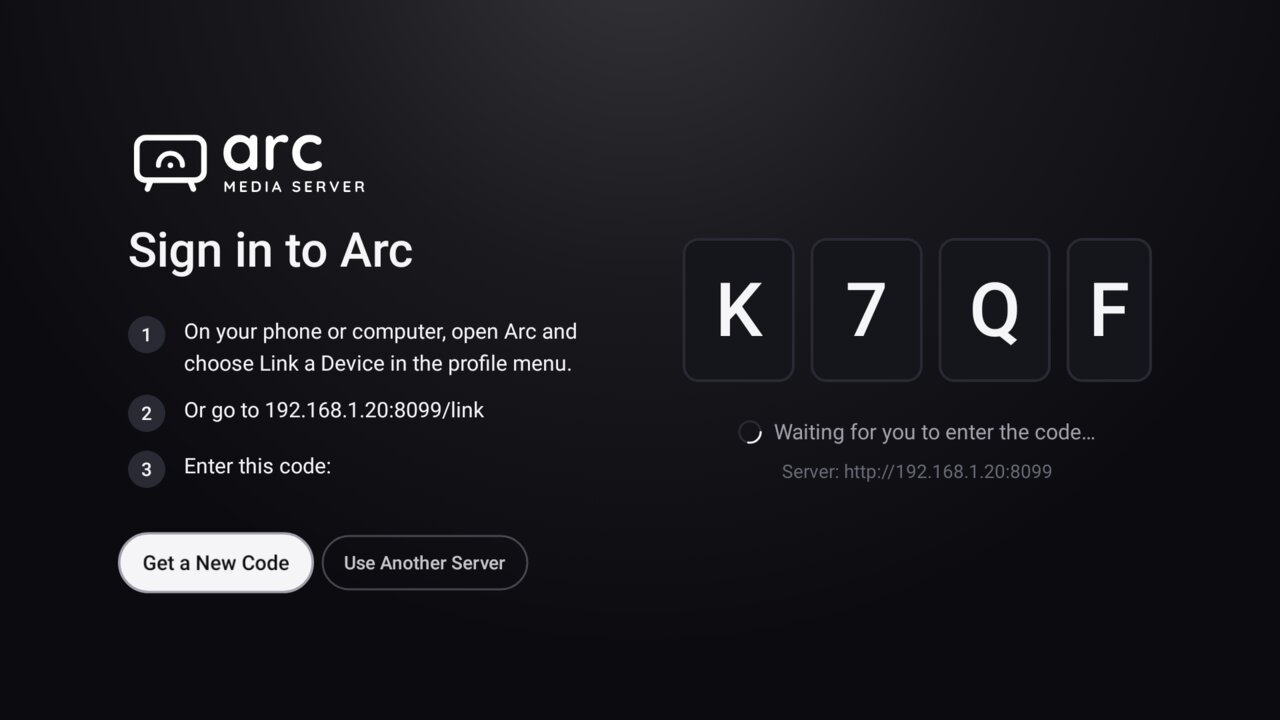 arc
MEDIA SERVER
Sign in to Arc
1 On your phone or computer, open Arc and
choose Link a Device in the profile menu.
2 Or go to 192.168.1.20:8099/link
3 Enter this code:
Get a New Code
Use Another Server
K 7 Q F
Waiting for you to enter the code…
Server: http://192.168.1.20:8099